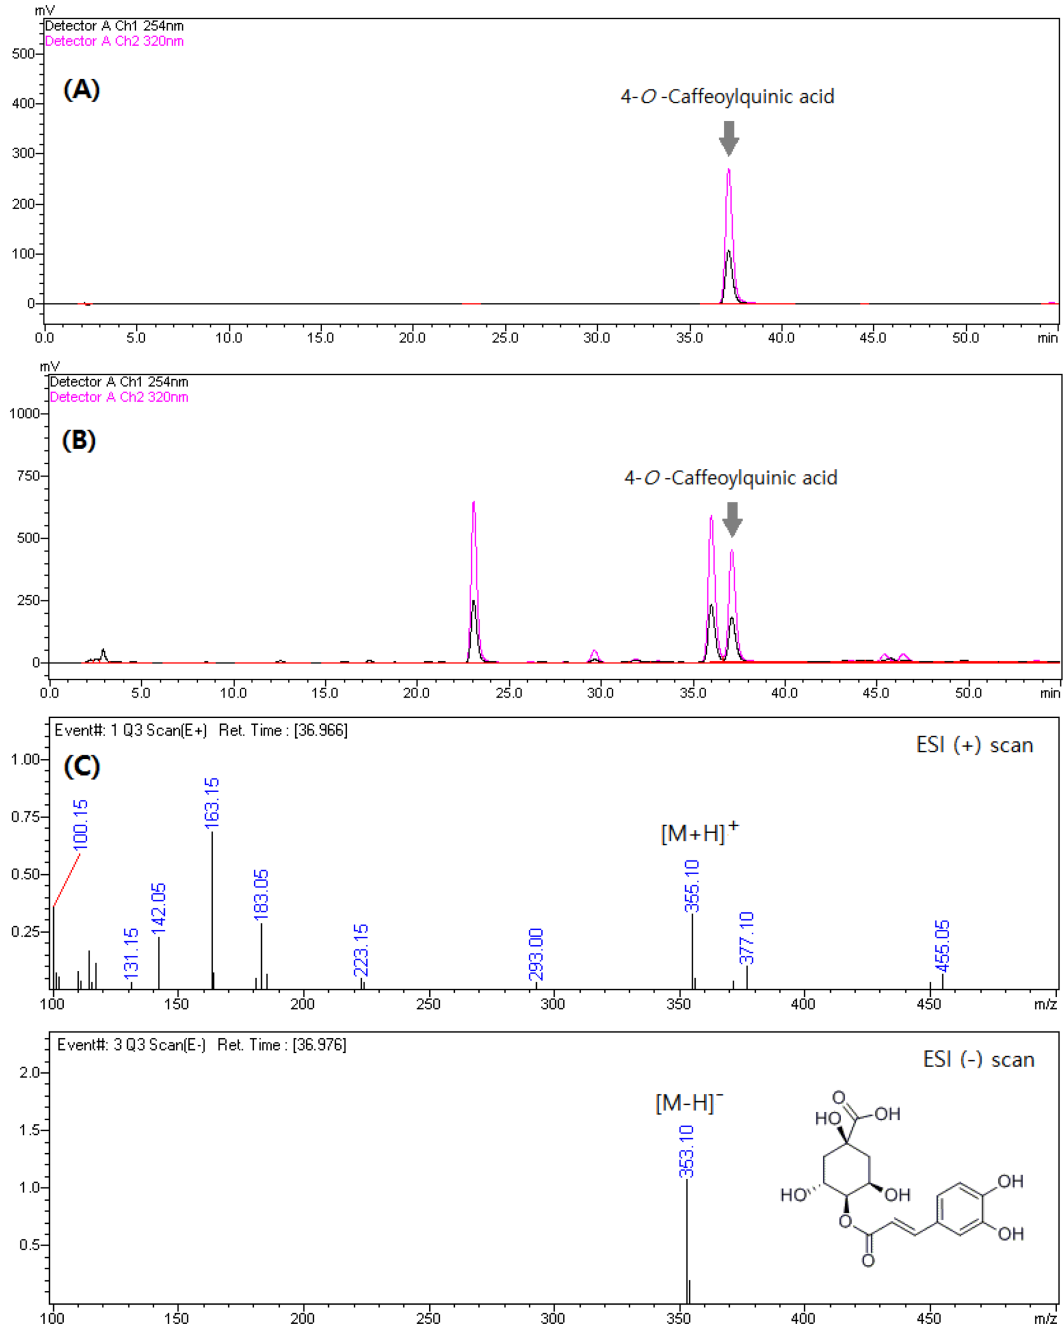 mV
Detector A Ch1 254nm
Detector A Ch2 320nm
(A)
4-O -Caffeoylquinic acid
500
400
300
200
100
0
0.0 5.0 10.0 15.0 20.0 25.0 30.0 35.0 40.0 45.0 50.0 min
mV
Detector A Ch1 254nm
Detector A Ch2 320nm
(B)
4-O -Caffeoylquinic acid
1000
750
500
250
0
0.0 5.0 10.0 15.0 20.0 25.0 30.0 35.0 40.0 45.0 50.0 min
Event#: 1 Q3 Scan(E+) Ret. Time : [36.966]
ESI (+) scan
(C)
[M+H]+
1.00
0.75
0.50
0.25
100.15
131.15
142.05
163.15
183.05
223.15
293.00
355.10
377.10
455.05
100 150 200 250 300 350 400 450 m/z
Event#: 3 Q3 Scan(E-) Ret. Time : [36.976]
ESI (-) scan
[M-H]-
2.0
1.5
1.0
0.5
353.10
O
HO
OH
HO
OH
O
O
OH
OH
100 150 200 250 300 350 400 450 m/z